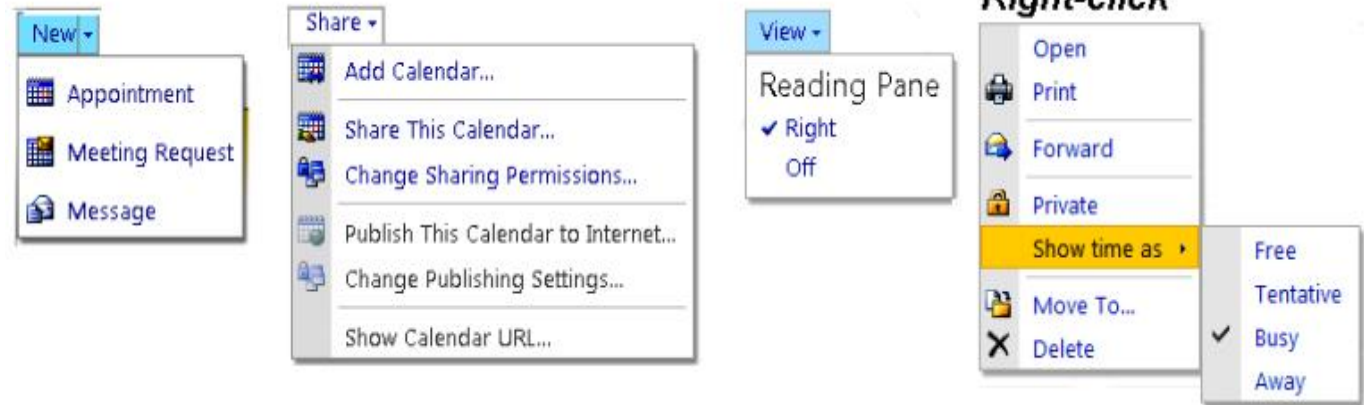 New
Appointment
Meeting Request
Message
Share
Add Calendar...
Share This Calendar...
Change Sharing Permissions...
Publish This Calendar to Internet...
Change Publishing Settings...
Show Calendar URL...
View
Reading Pane
Right
Off
Right-click
Open
Print
Forward
Private
Show time as
Move To...
Delete
Free
Tentative
Busy
Away